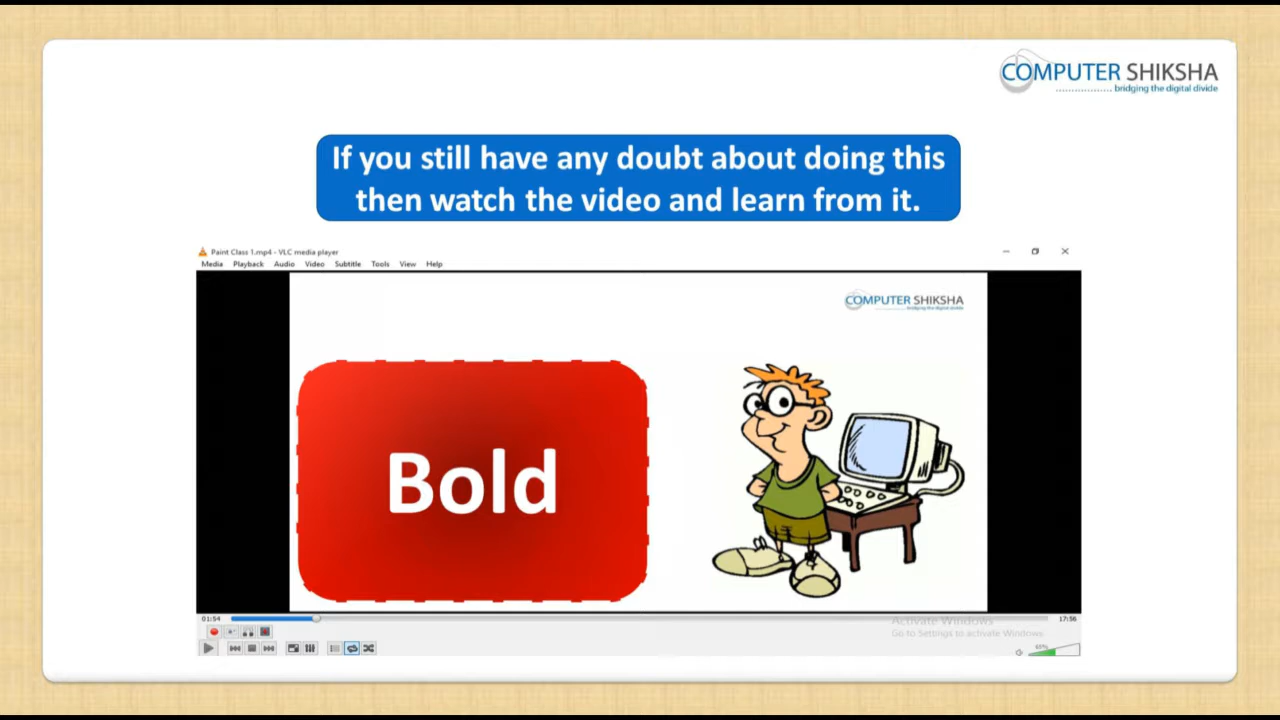 COMPUTER SHIKSHA
bridging the digital divide
If you still have any doubt about doing this
then watch the video and learn from it.
Paint Class 1.mp4 - VLC media player
Media Playback Audio Video Subtitle Tools View Help
COMPUTER SHIKSHA
bridging the digital divide
Bold
01:54
17:56
Activate Windows
Go to Settings to activate Windows.